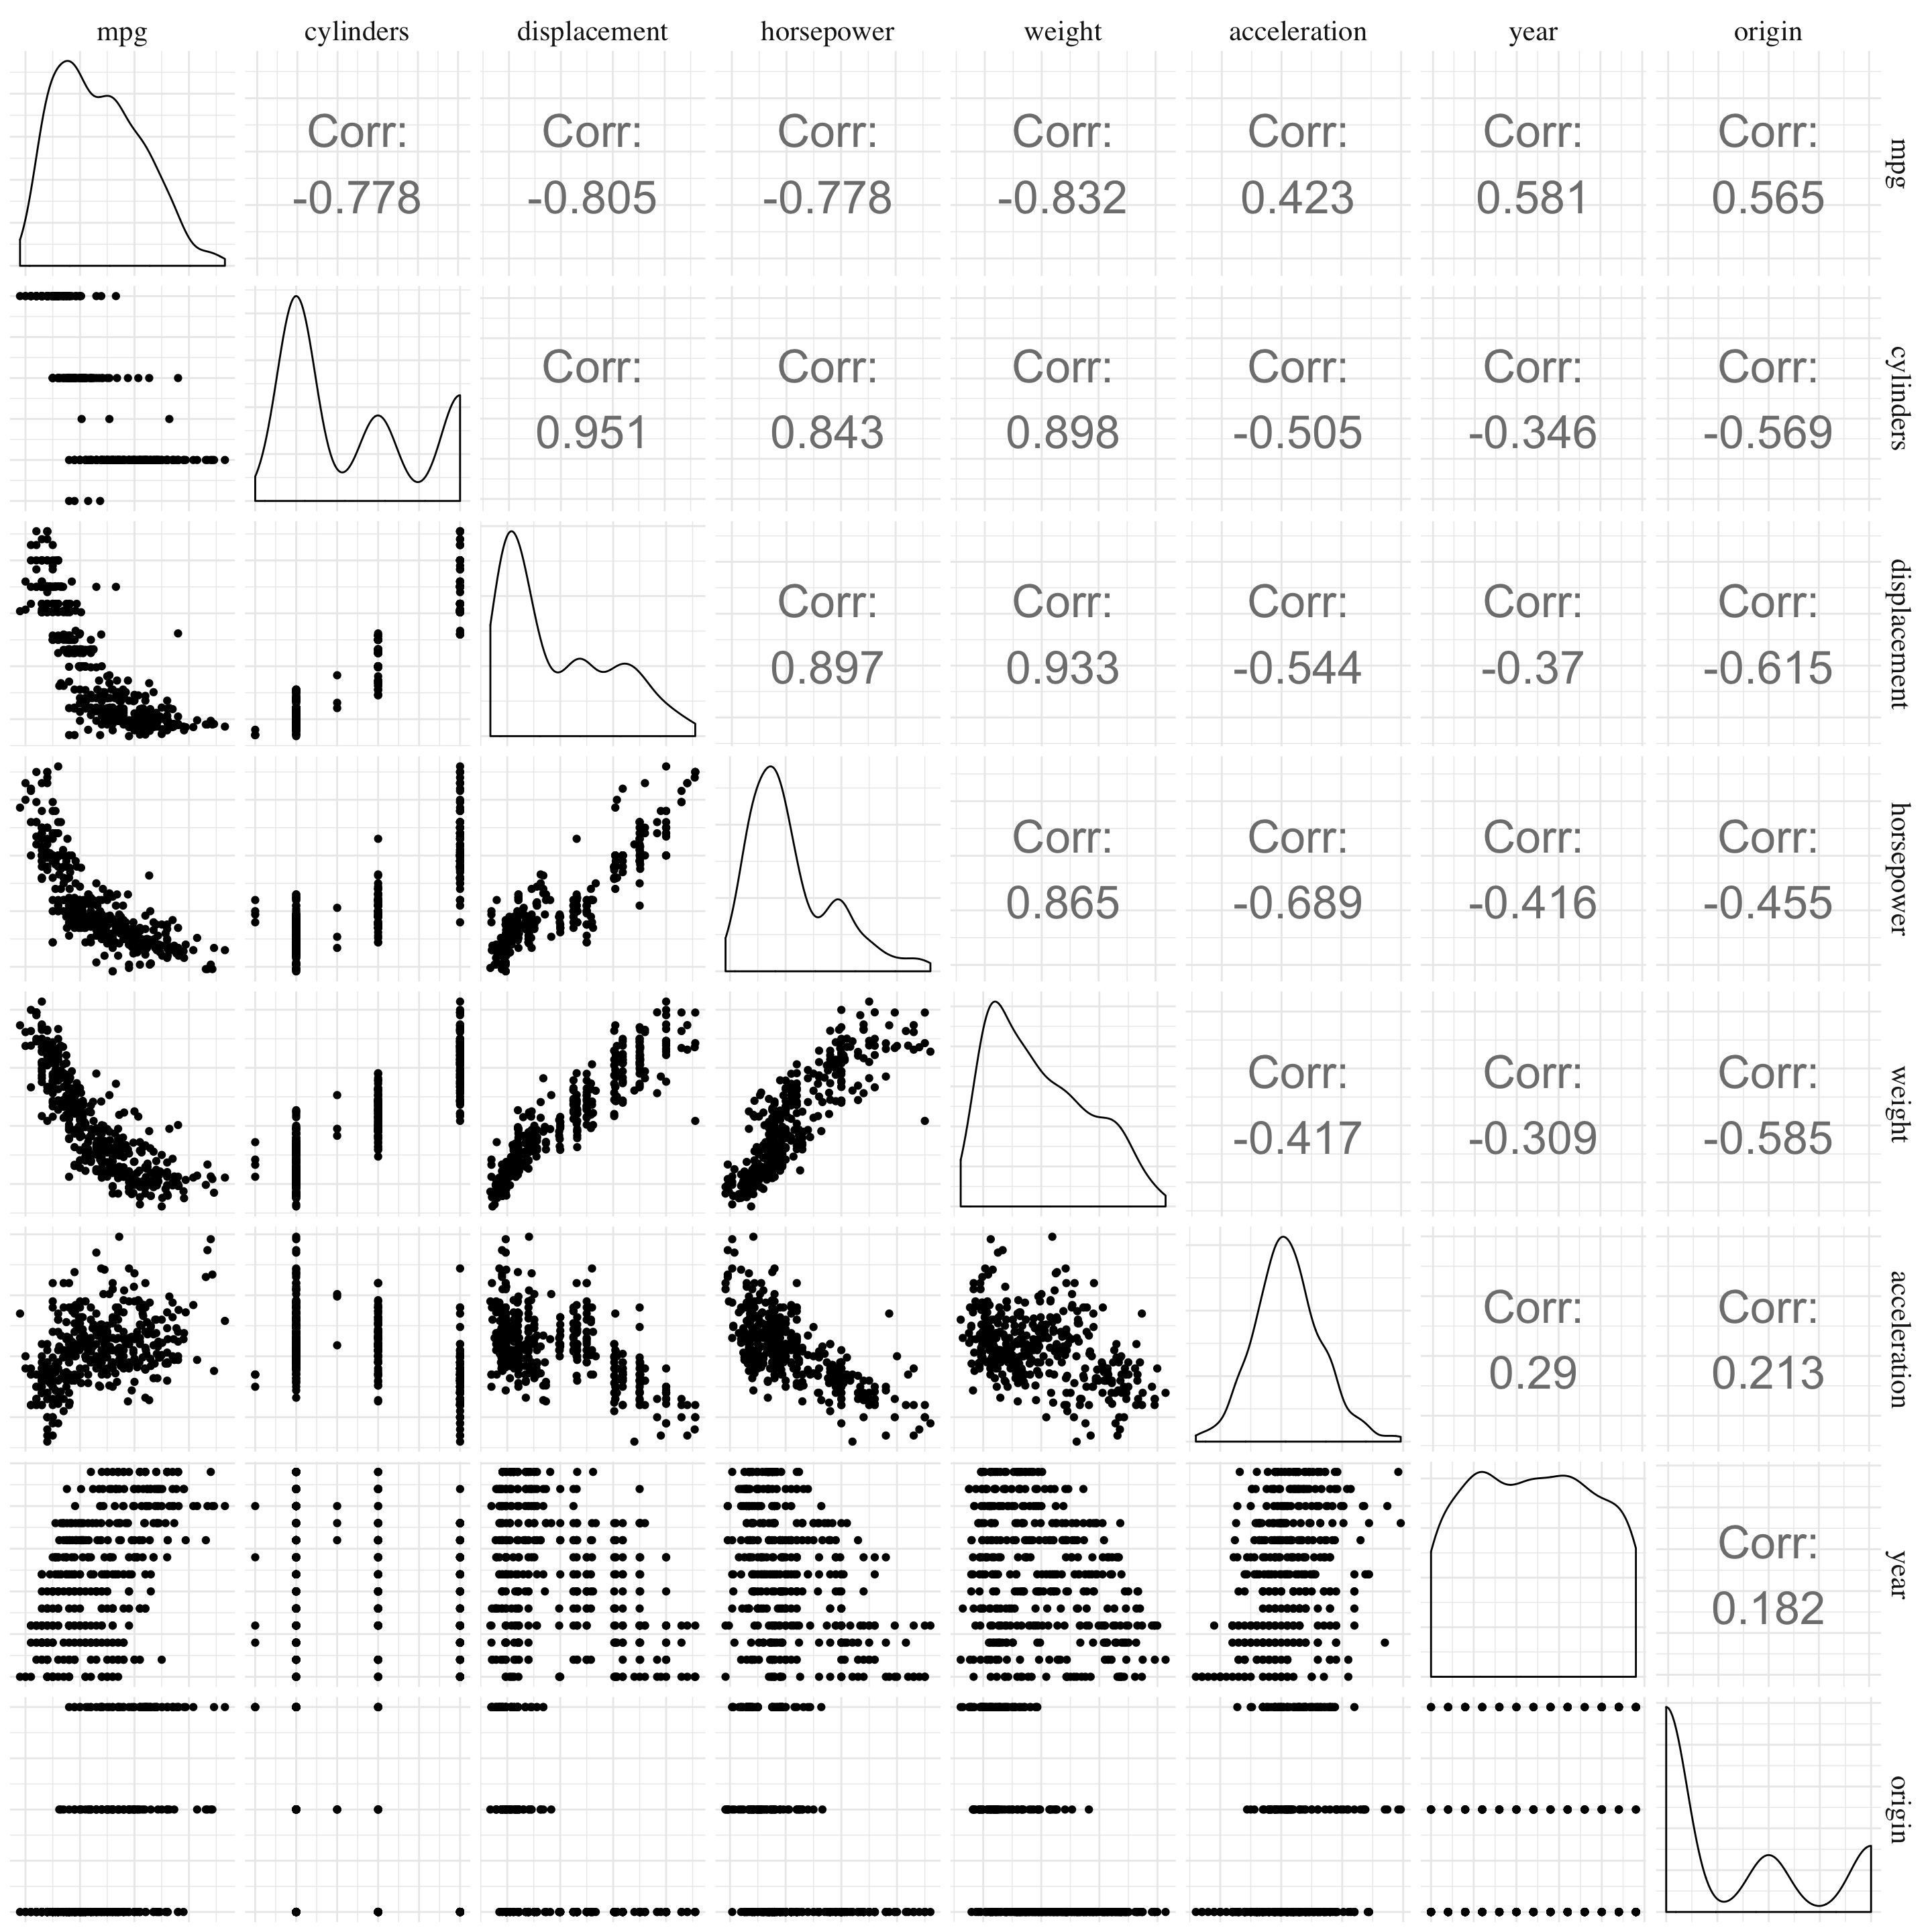 mpg cylinders displacement horsepower weight acceleration year origin
Corr: Corr: Corr: Corr: Corr: Corr: Corr:
-0.778 -0.805 -0.778 -0.832 0.423 0.581 0.565
mpg
Corr: Corr: Corr: Corr: Corr: Corr:
0.951 0.843 0.898 -0.505 -0.346 -0.569
cylinders
Corr: Corr: Corr: Corr: Corr:
0.897 0.933 -0.544 -0.37 -0.615
displacement
Corr: Corr: Corr: Corr:
0.865 -0.689 -0.416 -0.455
horsepower
Corr: Corr: Corr:
-0.417 -0.309 -0.585
weight
Corr: Corr:
0.29 0.213
acceleration
Corr:
0.182
year
origin